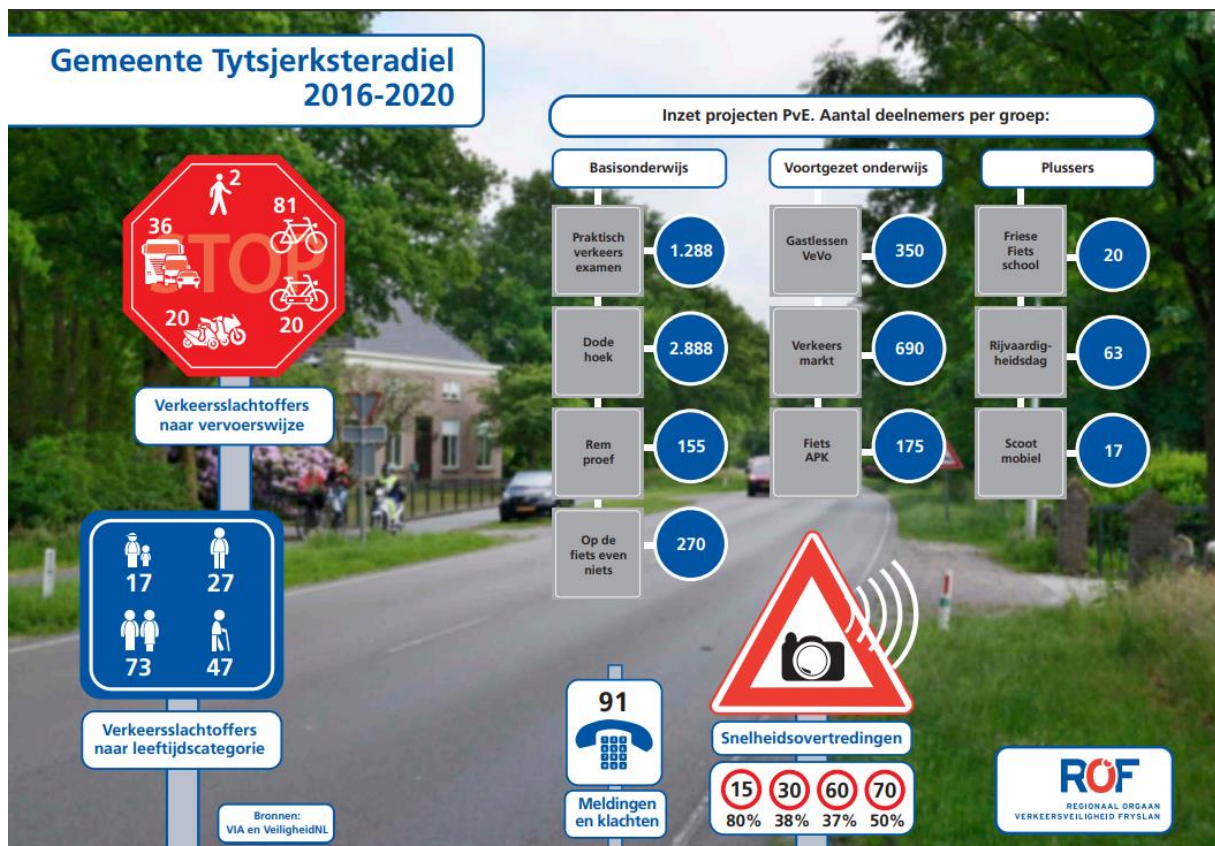 Gemeente Tytsjerksteradiel
2016-2020
STOP
2
36
81
20
20
Verkeersslachtoffers
naar vervoerswijze
17
27
73
47
Verkeersslachtoffers
naar leeftijdscategorie
Bronnen:
VIA en VeiligheidNL
Inzet projecten PvE. Aantal deelnemers per groep:
Basisonderwijs
Praktisch
verkeers
examen
1.288
Dode
hoek
2.888
Rem
proef
155
Op de
fiets even
niets
270
Voortgezet onderwijs
Gastlessen
VeVo
350
Verkeers
markt
690
Fiets
APK
175
Plussers
Friese
Fiets
school
20
Rijvaardig-
heidsdag
63
Scoot
mobiel
17
91
Meldingen
en klachten
Snelheidsovertredingen
15 30 60 70
80% 38% 37% 50%
ROF
REGIONAAL ORGAAN
VERKEERSVEILIGHEID FRYSLAN